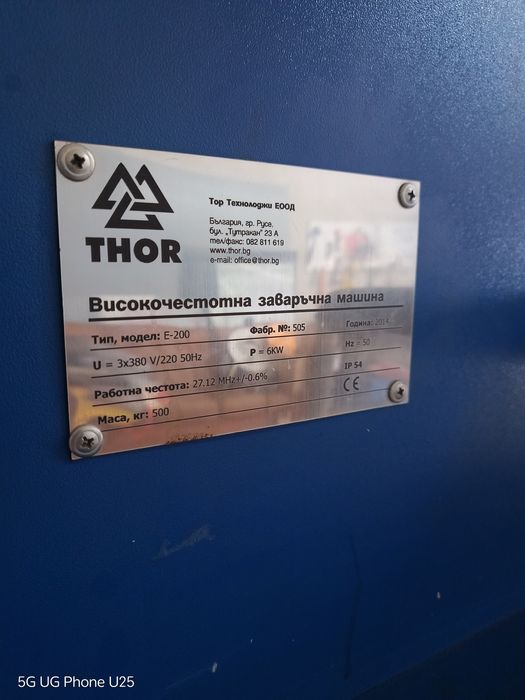 THOR
Тор Технолоджи ЕООД
България, гр. Русе,
бул. „Тутракан" 23 А
тел/факс: 082 811 619
www.thor.bg
e-mail: office@thor.bg
Високочестотна заваръчна машина
Тип, модел: E-200 Фабр. №: 505 Година: 2014
U = 3x380 V/220 50Hz P = 6KW Hz = 50
Работна честота: 27.12 MHz+/-0.6% IP 54
Маса, кг: 500 CE
5G UG Phone U25